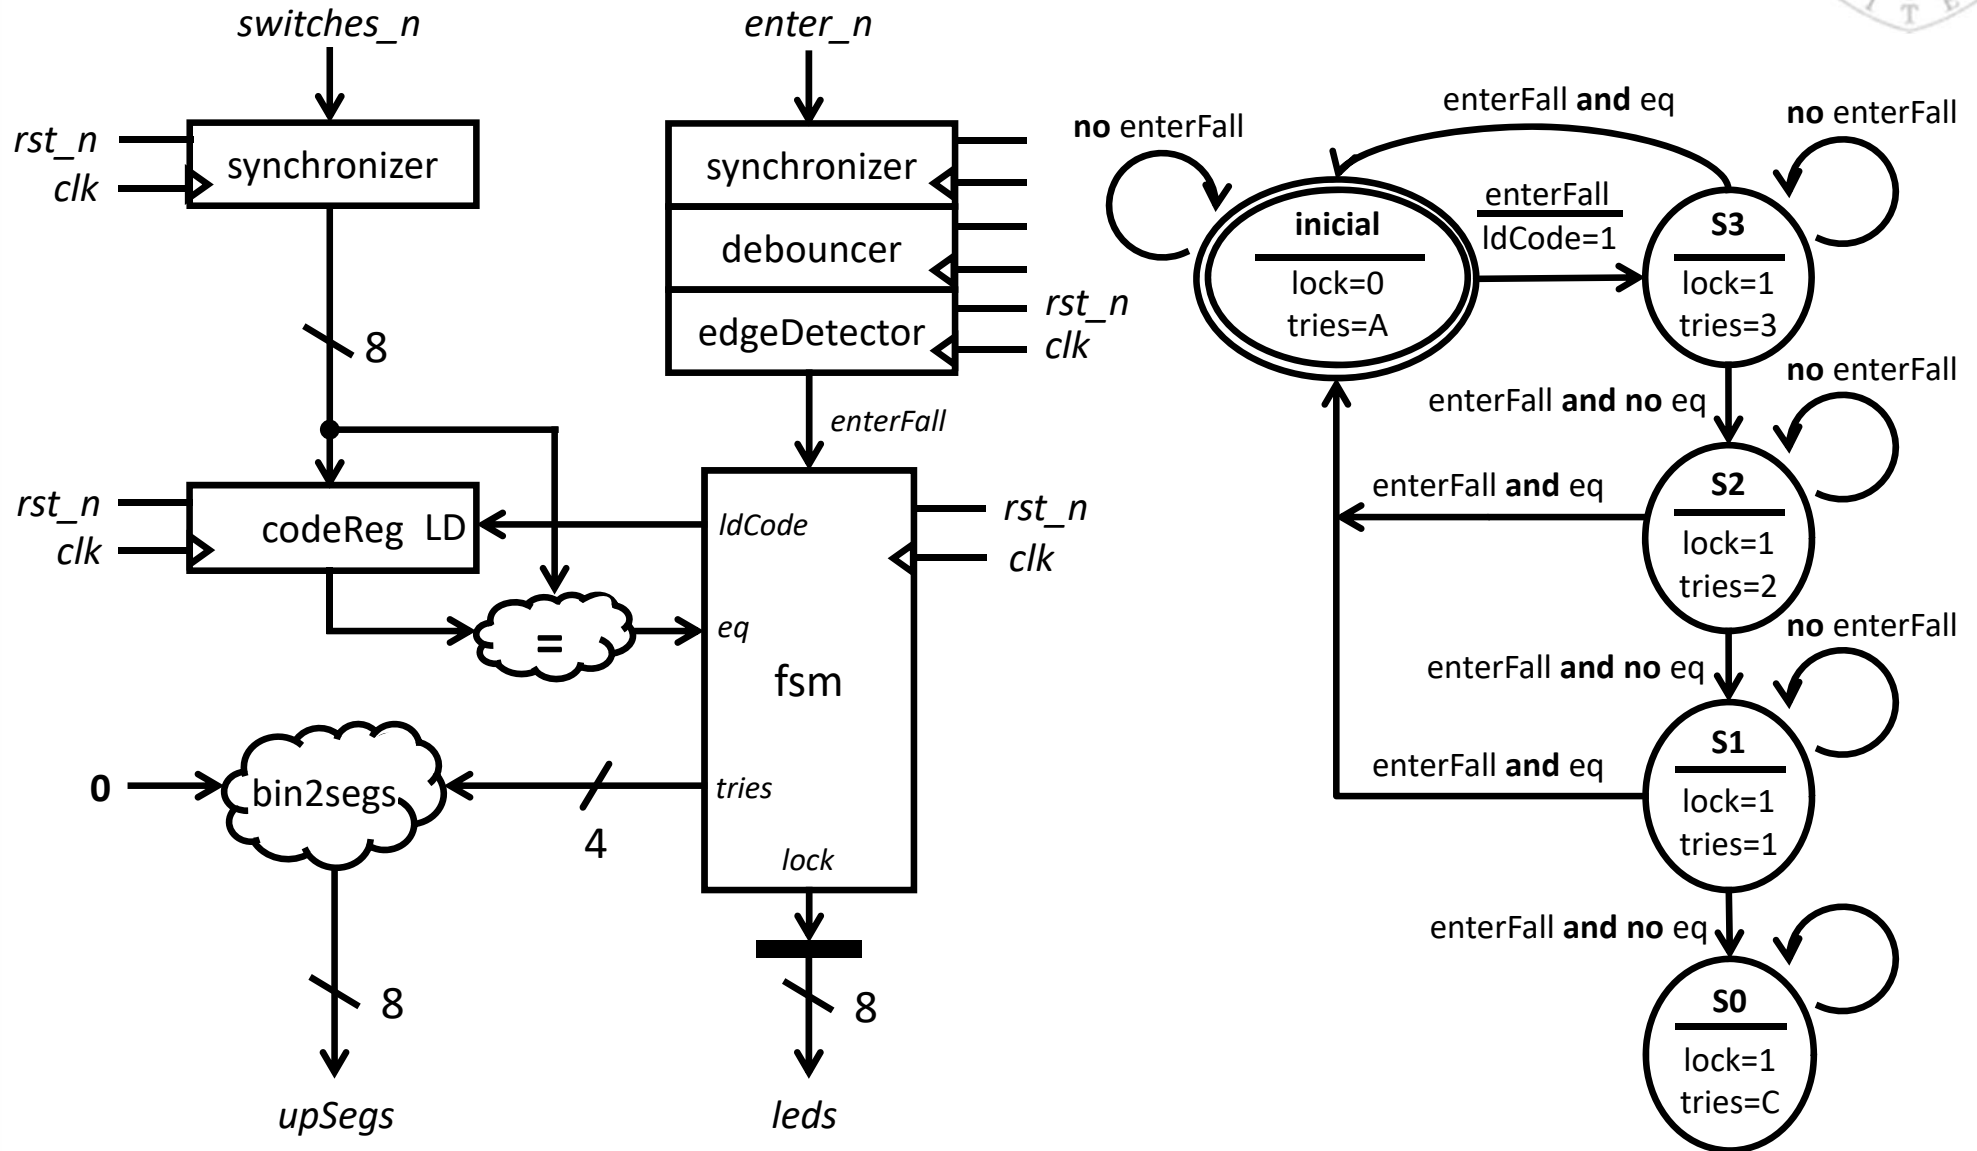 switches_n
rst_n
clk
synchronizer
8
rst_n
clk
codeReg LD
=
0
bin2segs
4
8
upSegs
enter_n
synchronizer
debouncer
edgeDetector
rst_n
clk
enterFall
ldCode
rst_n
clk
eq
fsm
tries
lock
8
leds
no enterFall
enterFall and eq
no enterFall
inicial
lock=0
tries=A
enterFall
ldCode=1
S3
lock=1
tries=3
enterFall and no eq
no enterFall
enterFall and eq
S2
lock=1
tries=2
enterFall and no eq
no enterFall
enterFall and eq
S1
lock=1
tries=1
enterFall and no eq
S0
lock=1
tries=C
I T E